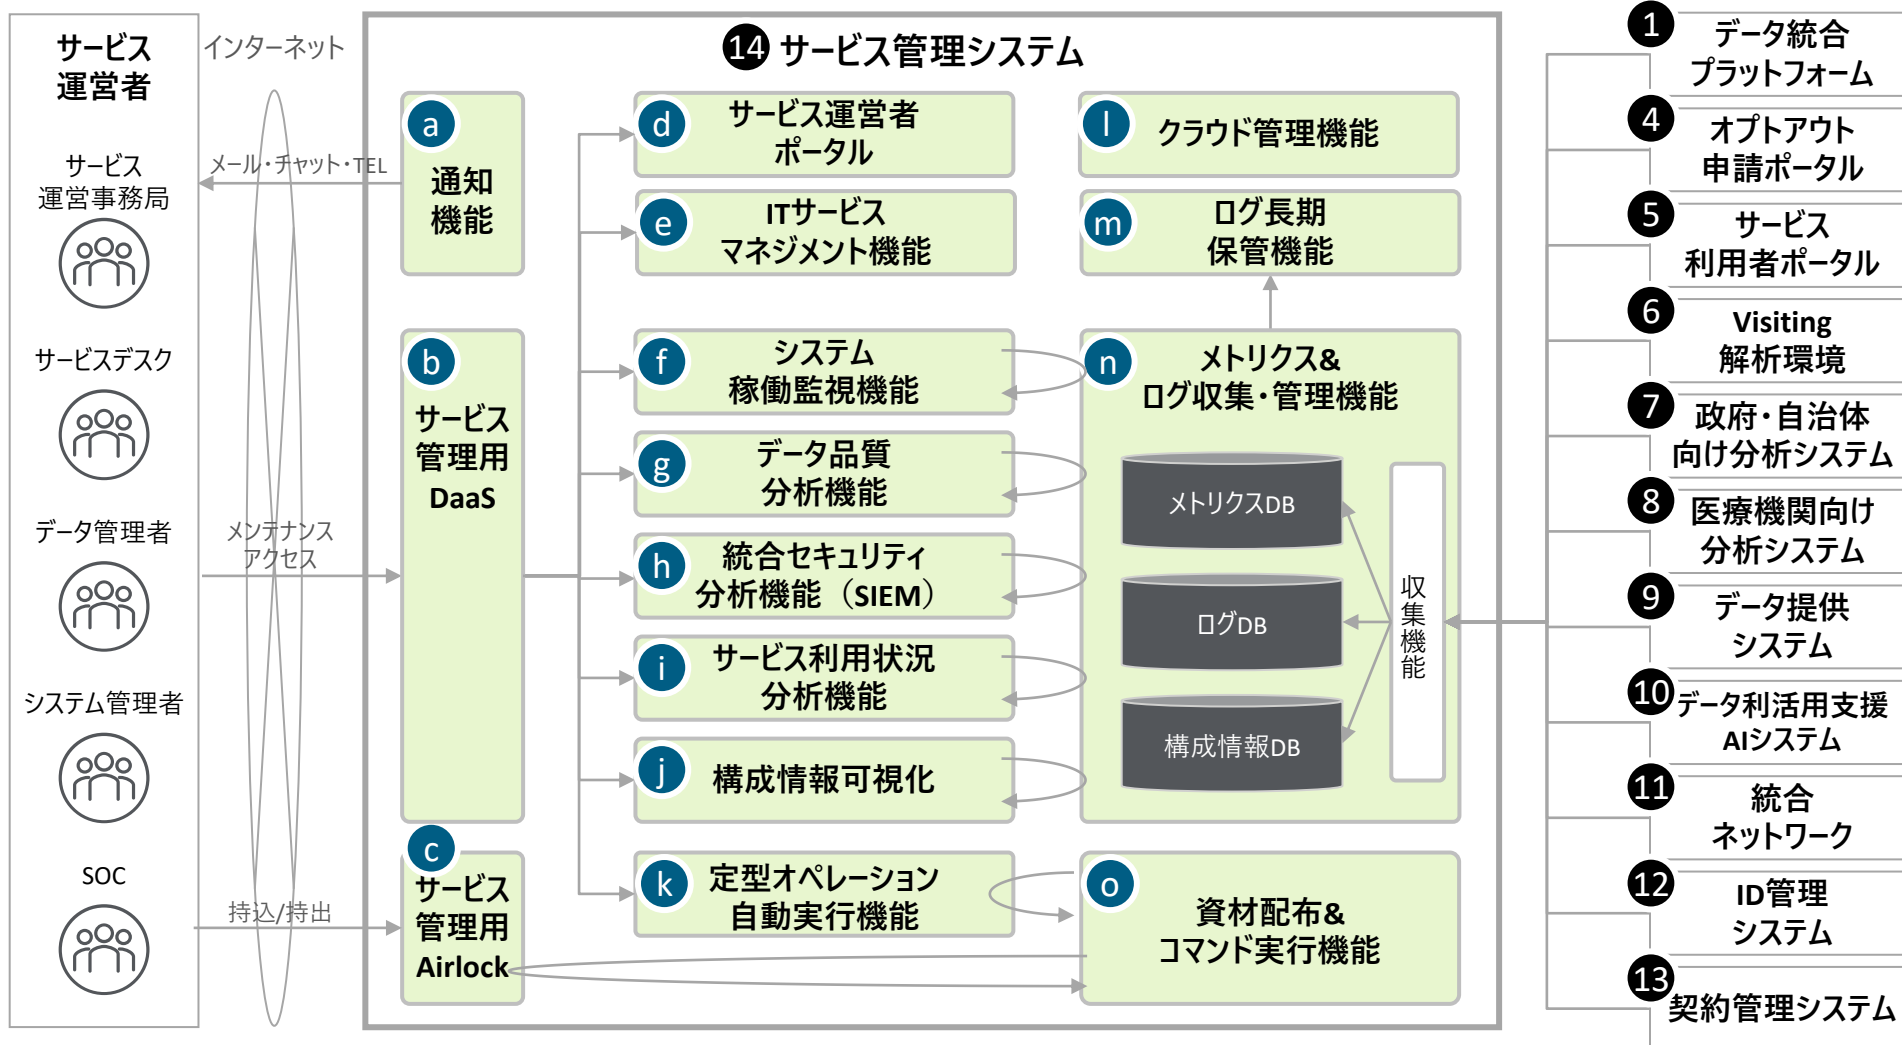 サービス
運営者
サービス
運営事務局
サービスデスク
データ管理者
システム管理者
SOC
インターネット
メール・チャット・TEL
メンテナンス
アクセス
持込/持出
14 サービス管理システム
a
通知
機能
b
サービス
管理用
DaaS
c
サービス
管理用
Airlock
d
サービス運営者
ポータル
e
ITサービス
マネジメント機能
f
システム
稼働監視機能
g
データ品質
分析機能
h
統合セキュリティ
分析機能（SIEM）
i
サービス利用状況
分析機能
j
構成情報可視化
k
定型オペレーション
自動実行機能
l
クラウド管理機能
m
ログ長期
保管機能
n
メトリクス&
ログ収集・管理機能
メトリクスDB
ログDB
構成情報DB
収集機能
o
資材配布&
コマンド実行機能
1
データ統合
プラットフォーム
4
オプトアウト
申請ポータル
5
サービス
利用者ポータル
6
Visiting
解析環境
7
政府・自治体
向け分析システム
8
医療機関向け
分析システム
9
データ提供
システム
10
データ利活用支援
AIシステム
11
統合
ネットワーク
12
ID管理
システム
13
契約管理システム